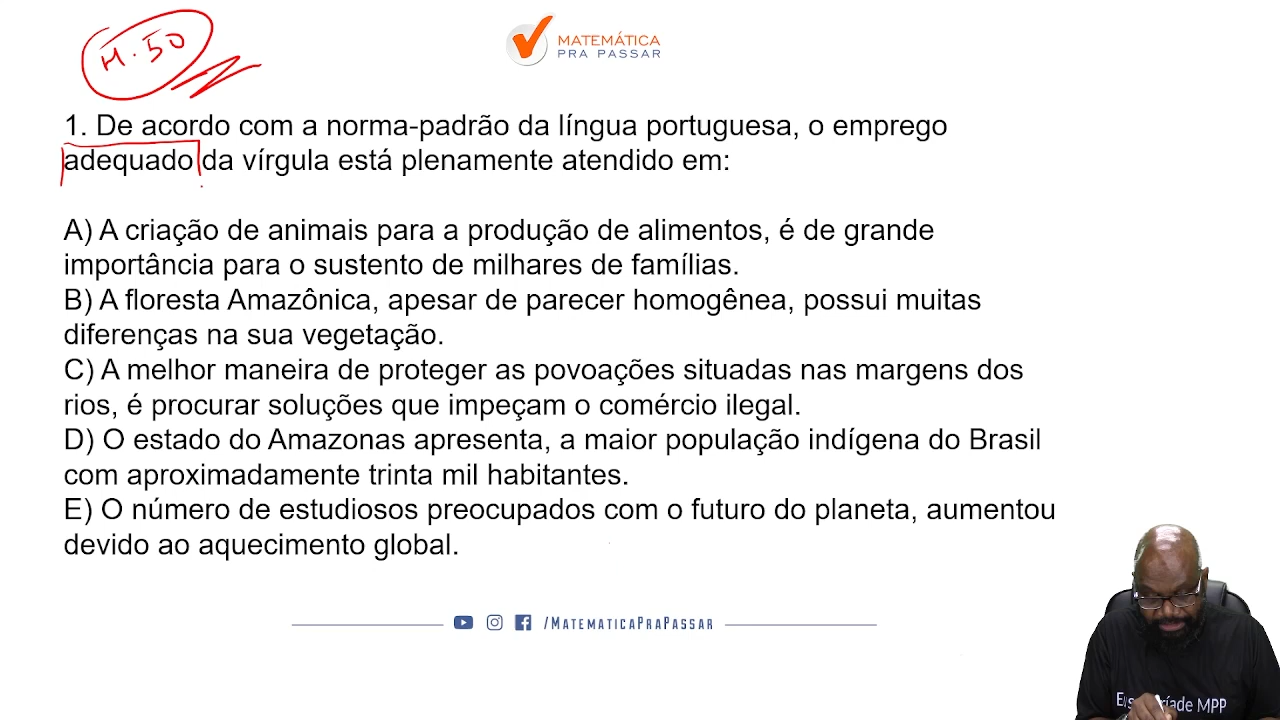 M.50
MATEMÁTICA
PRA PASSAR
1. De acordo com a norma-padrão da língua portuguesa, o emprego
adequado da vírgula está plenamente atendido em:
A) A criação de animais para a produção de alimentos, é de grande
importância para o sustento de milhares de famílias.
B) A floresta Amazônica, apesar de parecer homogênea, possui muitas
diferenças na sua vegetação.
C) A melhor maneira de proteger as povoações situadas nas margens dos
rios, é procurar soluções que impeçam o comércio ilegal.
D) O estado do Amazonas apresenta, a maior população indígena do Brasil
com aproximadamente trinta mil habitantes.
E) O número de estudiosos preocupados com o futuro do planeta, aumentou
devido ao aquecimento global.
/MATEMATICAPRAPASSAR
MPP